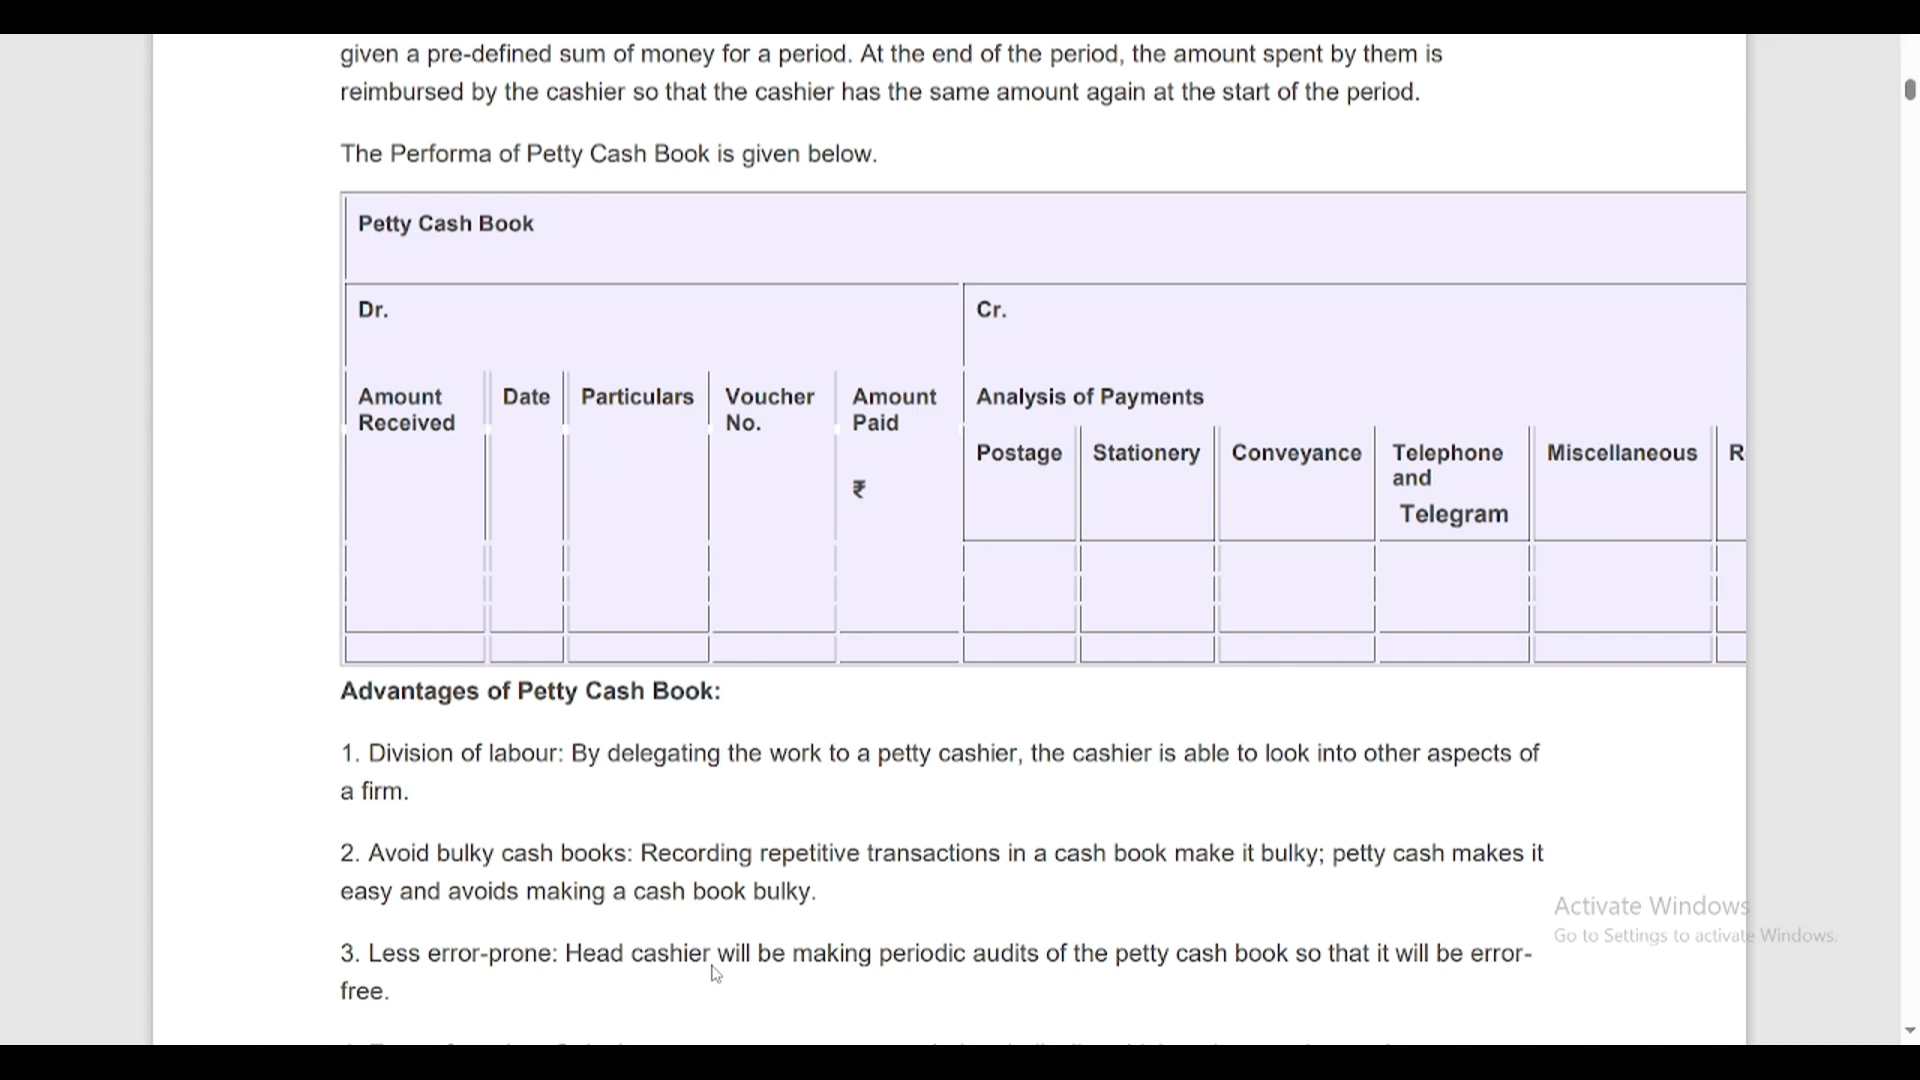 given a pre-defined sum of money for a period. At the end of the period, the amount spent by them is
reimbursed by the cashier so that the cashier has the same amount again at the start of the period.
The Performa of Petty Cash Book is given below.
Petty Cash Book
Dr.
Cr.
Amount Received
Date
Particulars
Voucher No.
Amount Paid
₹
Analysis of Payments
Postage
Stationery
Conveyance
Telephone and Telegram
Miscellaneous
Advantages of Petty Cash Book:
1. Division of labour: By delegating the work to a petty cashier, the cashier is able to look into other aspects of
a firm.
2. Avoid bulky cash books: Recording repetitive transactions in a cash book make it bulky; petty cash makes it
easy and avoids making a cash book bulky.
3. Less error-prone: Head cashier will be making periodic audits of the petty cash book so that it will be error-
free.
Activate Windows
Go to Settings to activate Windows.